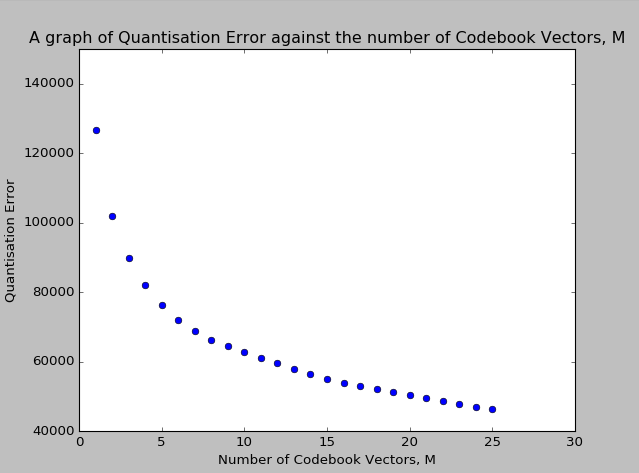 A graph of Quantisation Error against the number of Codebook Vectors, M
140000
120000
100000
80000
60000
40000
Quantisation Error
0 5 10 15 20 25 30
Number of Codebook Vectors, M